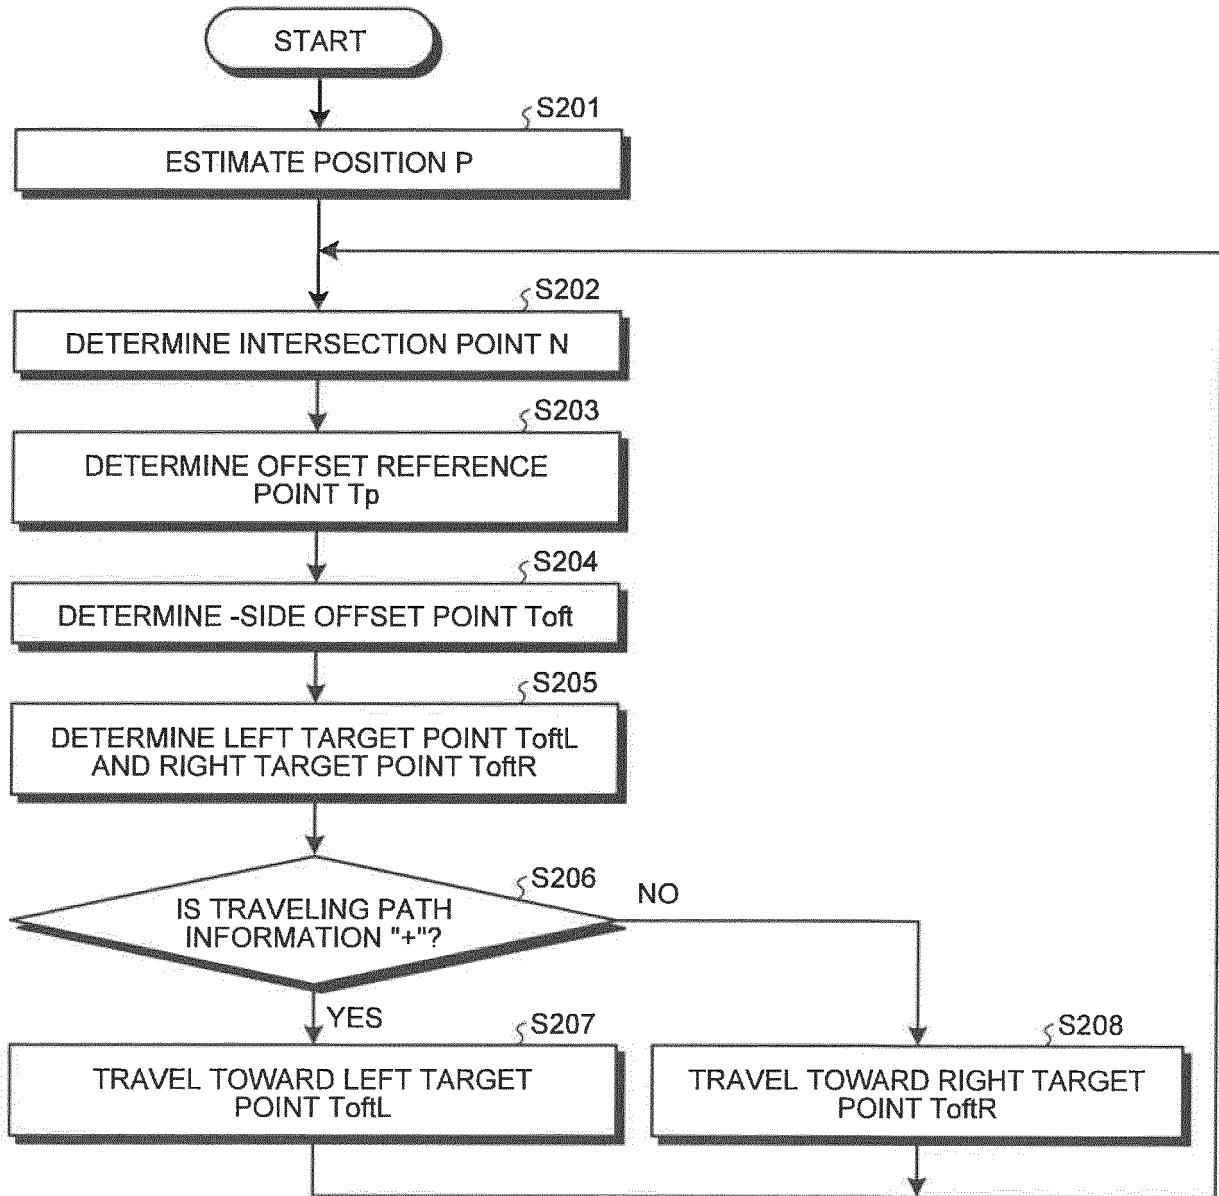 START
S201
ESTIMATE POSITION P
S202
DETERMINE INTERSECTION POINT N
S203
DETERMINE OFFSET REFERENCE
POINT Tp
S204
DETERMINE -SIDE OFFSET POINT Toft
S205
DETERMINE LEFT TARGET POINT ToftL
AND RIGHT TARGET POINT ToftR
S206
IS TRAVELING PATH
INFORMATION "+"?
NO
YES
S207
TRAVEL TOWARD LEFT TARGET
POINT ToftL
S208
TRAVEL TOWARD RIGHT TARGET
POINT ToftR